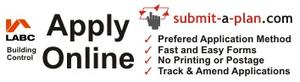 LABC
Building
Control
Apply
Online
submit-a-plan.com
✓ Prefered Application Method
✓ Fast and Easy Forms
✓ No Printing or Postage
✓ Track & Amend Applications